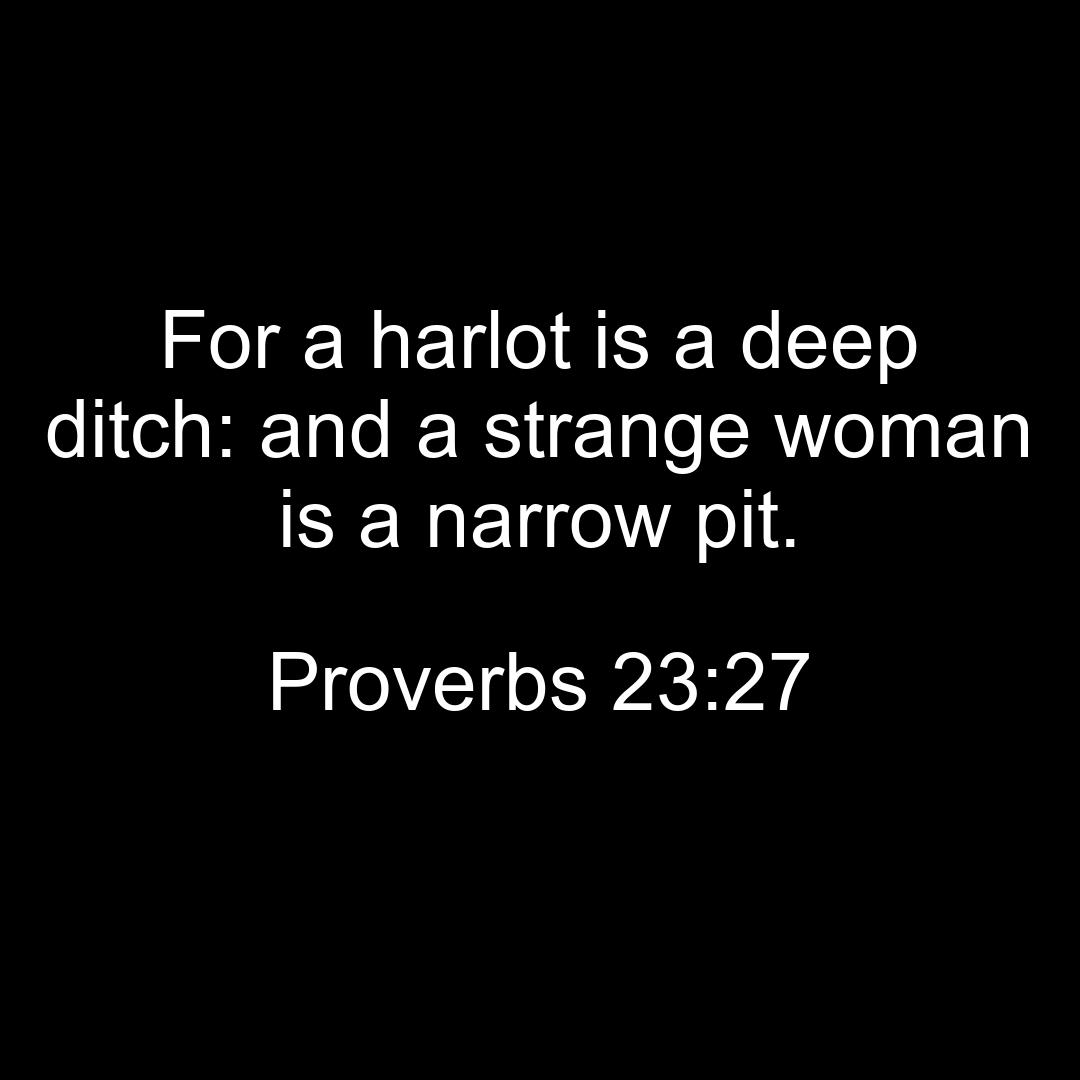 For a harlot is a deep
ditch: and a strange woman
is a narrow pit.
Proverbs 23:27